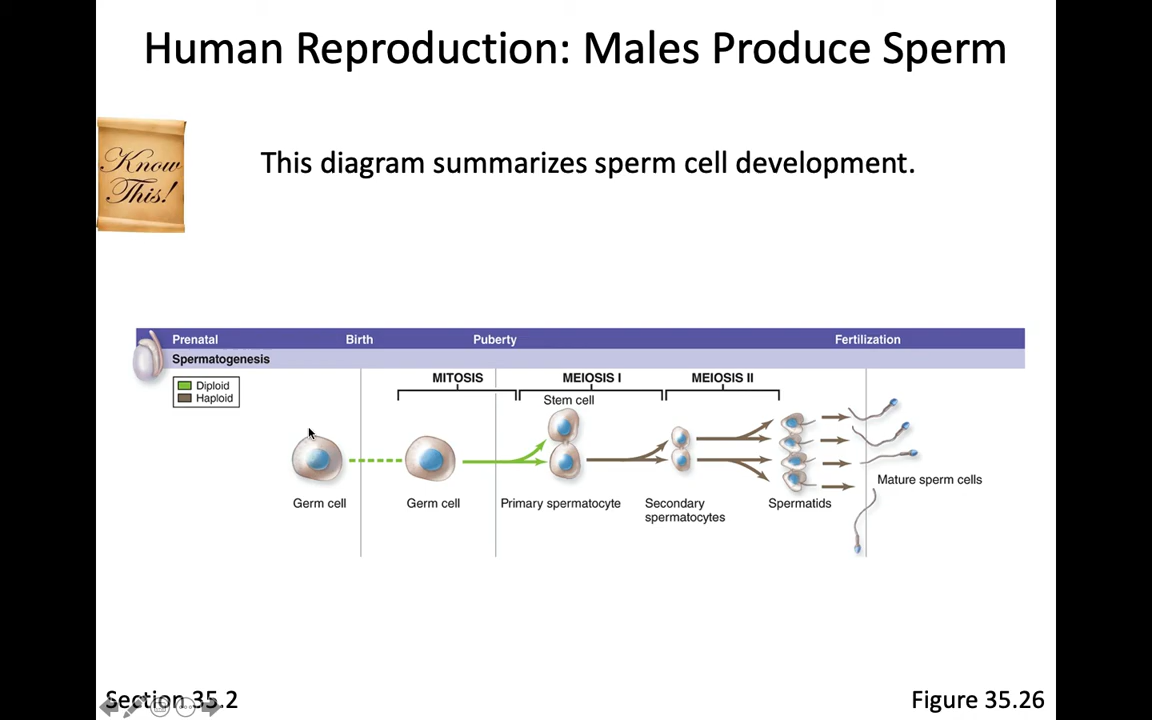 Human Reproduction: Males Produce Sperm
Know
This!
This diagram summarizes sperm cell development.
Prenatal Birth Puberty Fertilization
Spermatogenesis
Diploid
Haploid
MITOSIS MEIOSIS I MEIOSIS II
Stem cell
Germ cell Germ cell Primary spermatocyte Secondary
spermatocytes
Spermatids
Mature sperm cells
Section 35.2
Figure 35.26